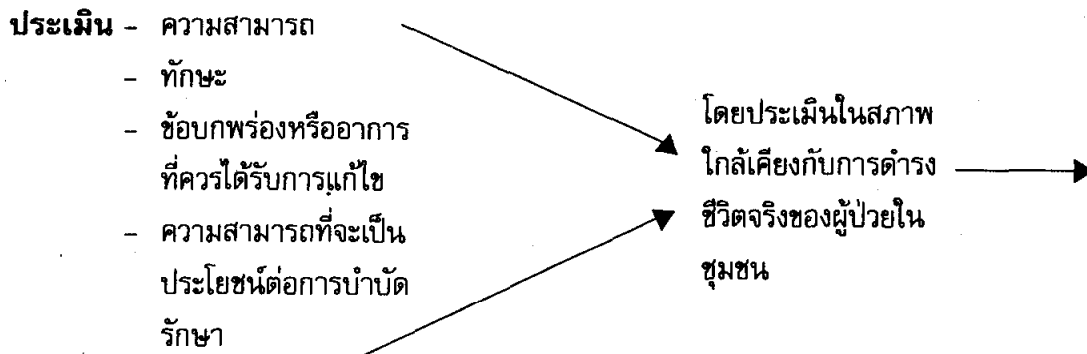 ประเมิน – ความสามารถ
– ทักษะ
– ข้อบกพร่องหรืออาการ
ที่ควรได้รับการแก้ไข
– ความสามารถที่จะเป็น
ประโยชน์ต่อการบำบัด
รักษา
โดยประเมินในสภาพ
ใกล้เคียงกับการดำรง
ชีวิตจริงของผู้ป่วยใน
ชุมชน